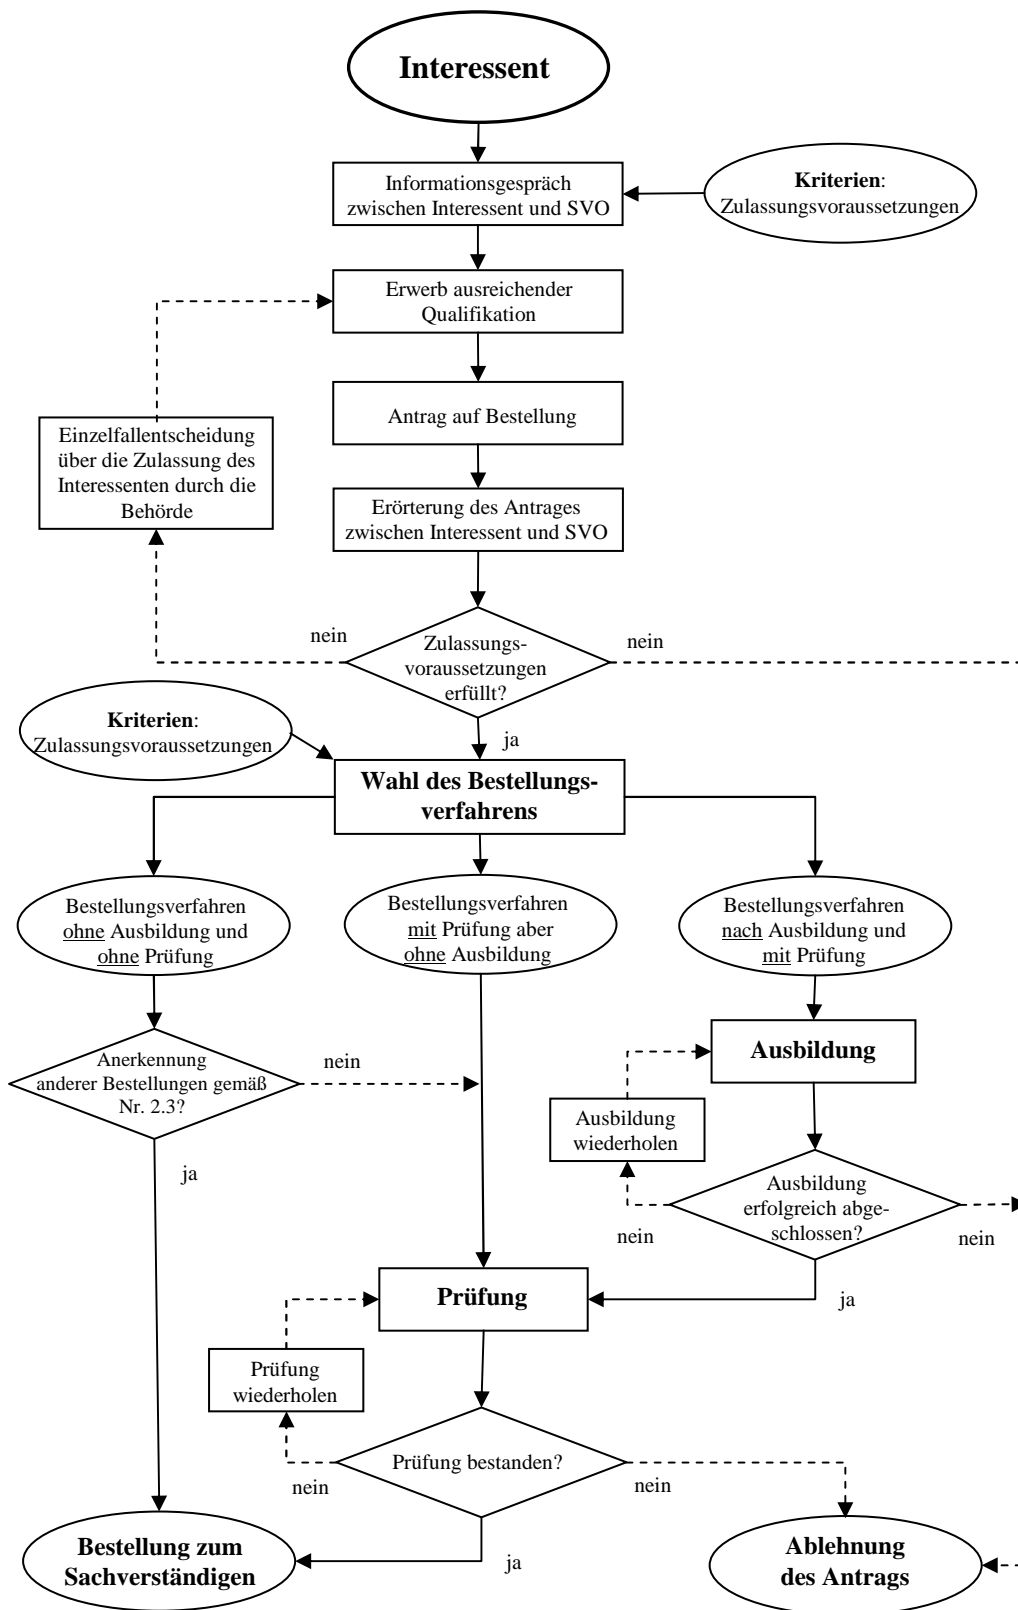 Interessent
Informationsgespräch
zwischen Interessent und SVO
Kriterien:
Zulassungsvoraussetzungen
Erwerb ausreichender
Qualifikation
Antrag auf Bestellung
Einzelfallentscheidung
über die Zulassung des
Interessenten durch die
Behörde
Erörterung des Antrages
zwischen Interessent und SVO
nein
Zulassungs-
voraussetzungen
erfüllt?
nein
Kriterien:
Zulassungsvoraussetzungen
ja
Wahl des Bestellungs-
verfahrens
Bestellungsverfahren
ohne Ausbildung und
ohne Prüfung
Bestellungsverfahren
mit Prüfung aber
ohne Ausbildung
Bestellungsverfahren
nach Ausbildung und
mit Prüfung
Anerkennung
anderer Bestellungen gemäß
Nr. 2.3?
nein
ja
Ausbildung
Ausbildung
wiederholen
Ausbildung
erfolgreich abge-
schlossen?
nein
nein
ja
Prüfung
Prüfung
wiederholen
Prüfung bestanden?
nein
nein
ja
Bestellung zum
Sachverständigen
Ablehnung
des Antrags